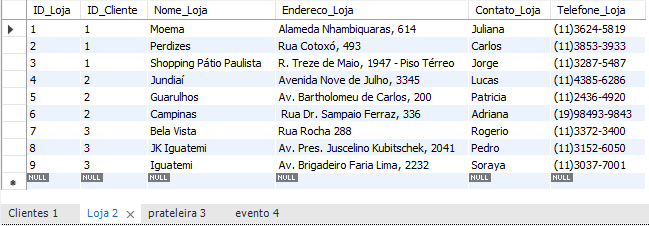 ID_Loja ID_Cliente Nome_Loja Endereco_Loja Contato_Loja Telefone_Loja
1 1 Moema Alameda Nhambiquaras, 614 Juliana (11)3624-5819
2 1 Perdizes Rua Cotoxó, 493 Carlos (11)3853-3933
3 1 Shopping Pátio Paulista R. Treze de Maio, 1947 - Piso Térreo Jorge (11)3287-5487
4 2 Jundiaí Avenida Nove de Julho, 3345 Lucas (11)4385-6286
5 2 Guarulhos Av. Bartholomeu de Carlos, 200 Patricia (11)2436-4920
6 2 Campinas Rua Dr. Sampaio Ferraz, 336 Adriana (19)98493-9843
7 3 Bela Vista Rua Rocha 288 Rogerio (11)3372-3400
8 3 JK Iguatemi Av. Pres. Juscelino Kubitschek, 2041 Pedro (11)3152-6050
9 3 Iguatemi Av. Brigadeiro Faria Lima, 2232 Soraya (11)3037-7001
NULL NULL NULL NULL NULL NULL
Clientes 1 Loja 2 prateleira 3 evento 4